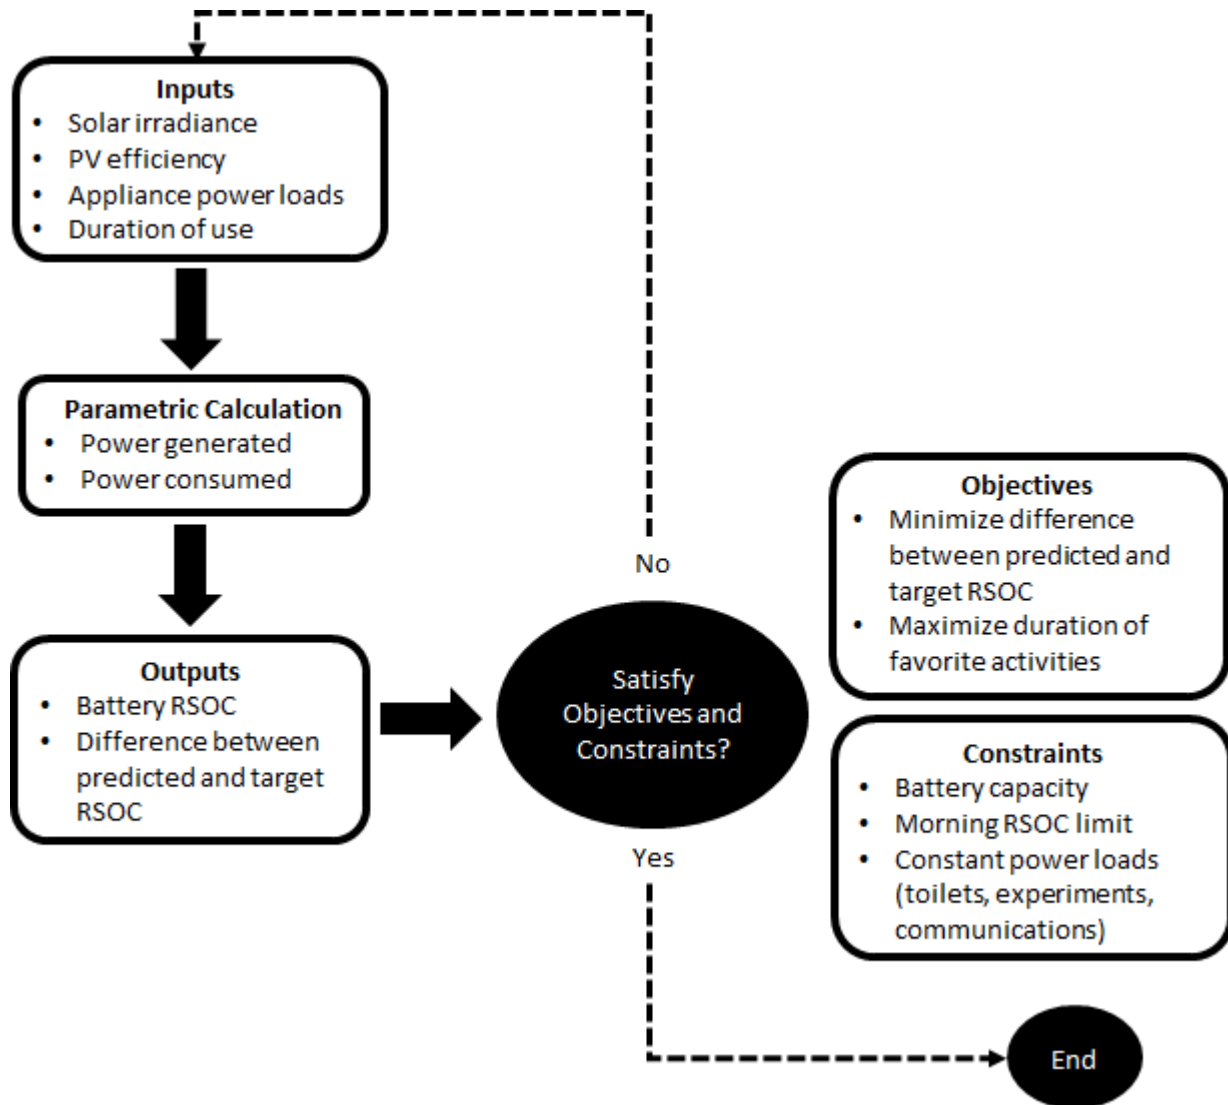 Inputs
• Solar irradiance
• PV efficiency
• Appliance power loads
• Duration of use
Parametric Calculation
• Power generated
• Power consumed
Outputs
• Battery RSOC
• Difference between
predicted and target
RSOC
No
Satisfy
Objectives and
Constraints?
Yes
Objectives
• Minimize difference
between predicted and
target RSOC
• Maximize duration of
favorite activities
Constraints
• Battery capacity
• Morning RSOC limit
• Constant power loads
(toilets, experiments,
communications)
End